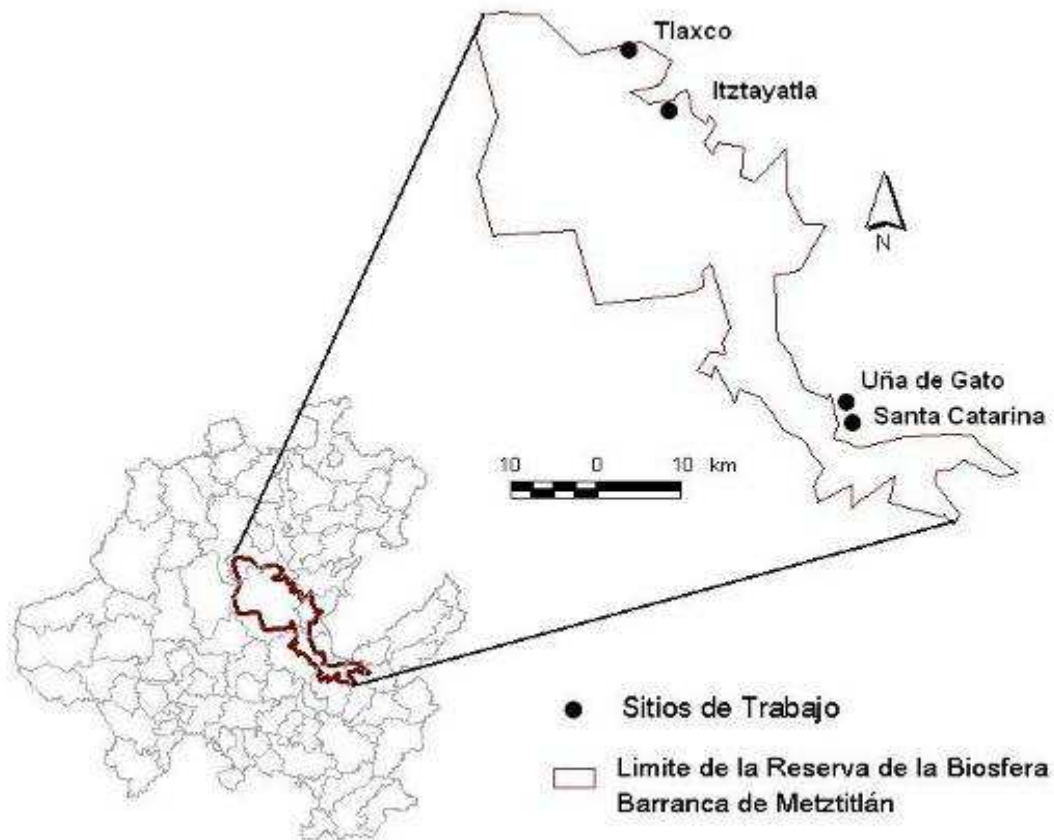 Tlaxco
Itztayatla
N
Uña de Gato
Santa Catarina
10 0 10 km
Sitios de Trabajo
Limite de la Reserva de la Biosfera
Barranca de Metztitlán